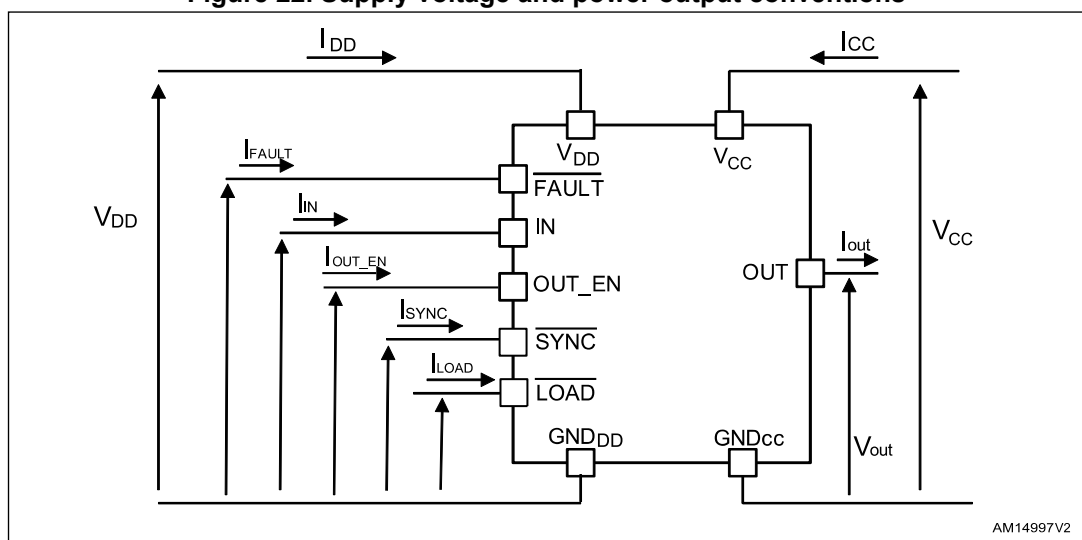 Figure 22. Supply voltage and power output conventions
IDD
ICC
VDD
VCC
IFAULT
FAULT
IIN
IN
VDD
VCC
IOUT_EN
OUT_EN
Iout
OUT
ISYNC
SYNC
ILOAD
LOAD
GNDDD
GNDcc
Vout
AM14997V2